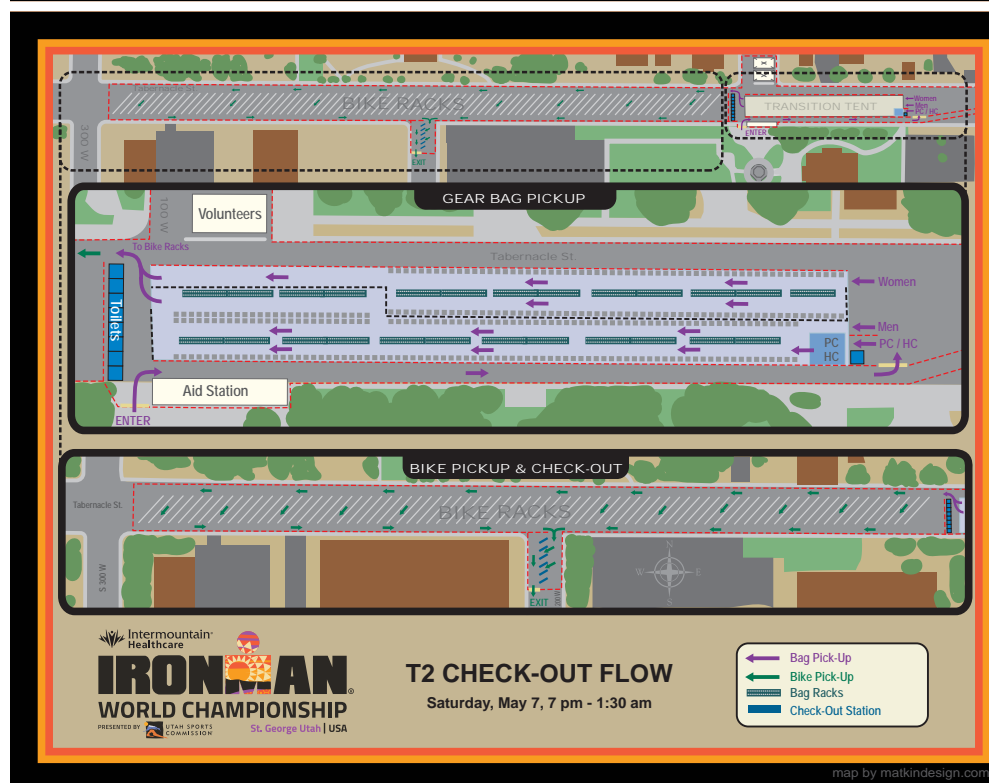 Tabernacle St.
BIKE RACKS
300 W
EXIT
TRANSITION TENT
Women
Men
PC / HC
ENTER
GEAR BAG PICKUP
100 W
Volunteers
To Bike Racks
Tabernacle St.
Toilets
Women
Men
PC / HC
PC
HC
Aid Station
ENTER
BIKE PICKUP & CHECK-OUT
Tabernacle St.
BIKE RACKS
S 300 W
EXIT
N
W
E
S
Intermountain®
Healthcare
IRONMAN®
WORLD CHAMPIONSHIP
PRESENTED BY
UTAH SPORTS
COMMISSION
St. George Utah | USA
T2 CHECK-OUT FLOW
Saturday, May 7, 7 pm - 1:30 am
Bag Pick-Up
Bike Pick-Up
Bag Racks
Check-Out Station
map by matkindesign.com